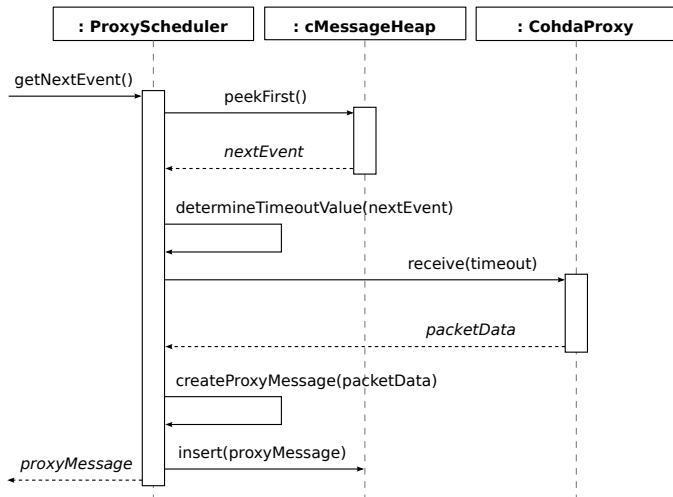 : ProxyScheduler
: cMessageHeap
: CohdaProxy
getNextEvent()
peekFirst()
nextEvent
determineTimeoutValue(nextEvent)
receive(timeout)
packetData
createProxyMessage(packetData)
insert(proxyMessage)
proxyMessage